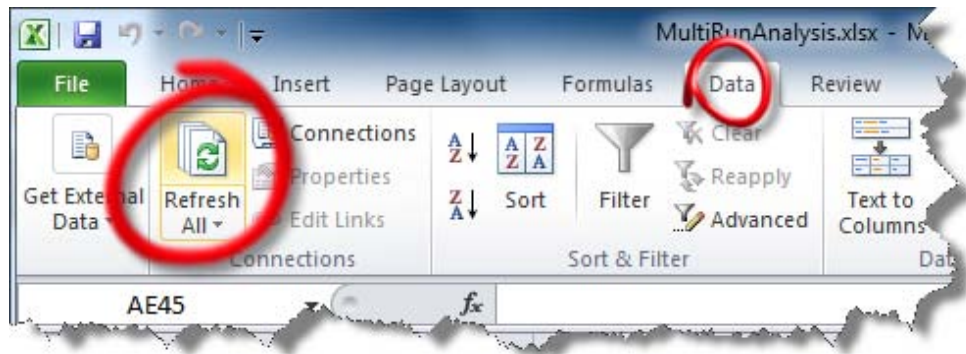 MultiRunAnalysis.xlsx -
File Home Insert Page Layout Formulas Data Review
Get External Data
Refresh All
Connections
Properties
Edit Links
Connections
A Z
Z A
A Z
Z A
Sort
Filter
Clear
Reapply
Advanced
Sort & Filter
Text to Columns
AE45
fx